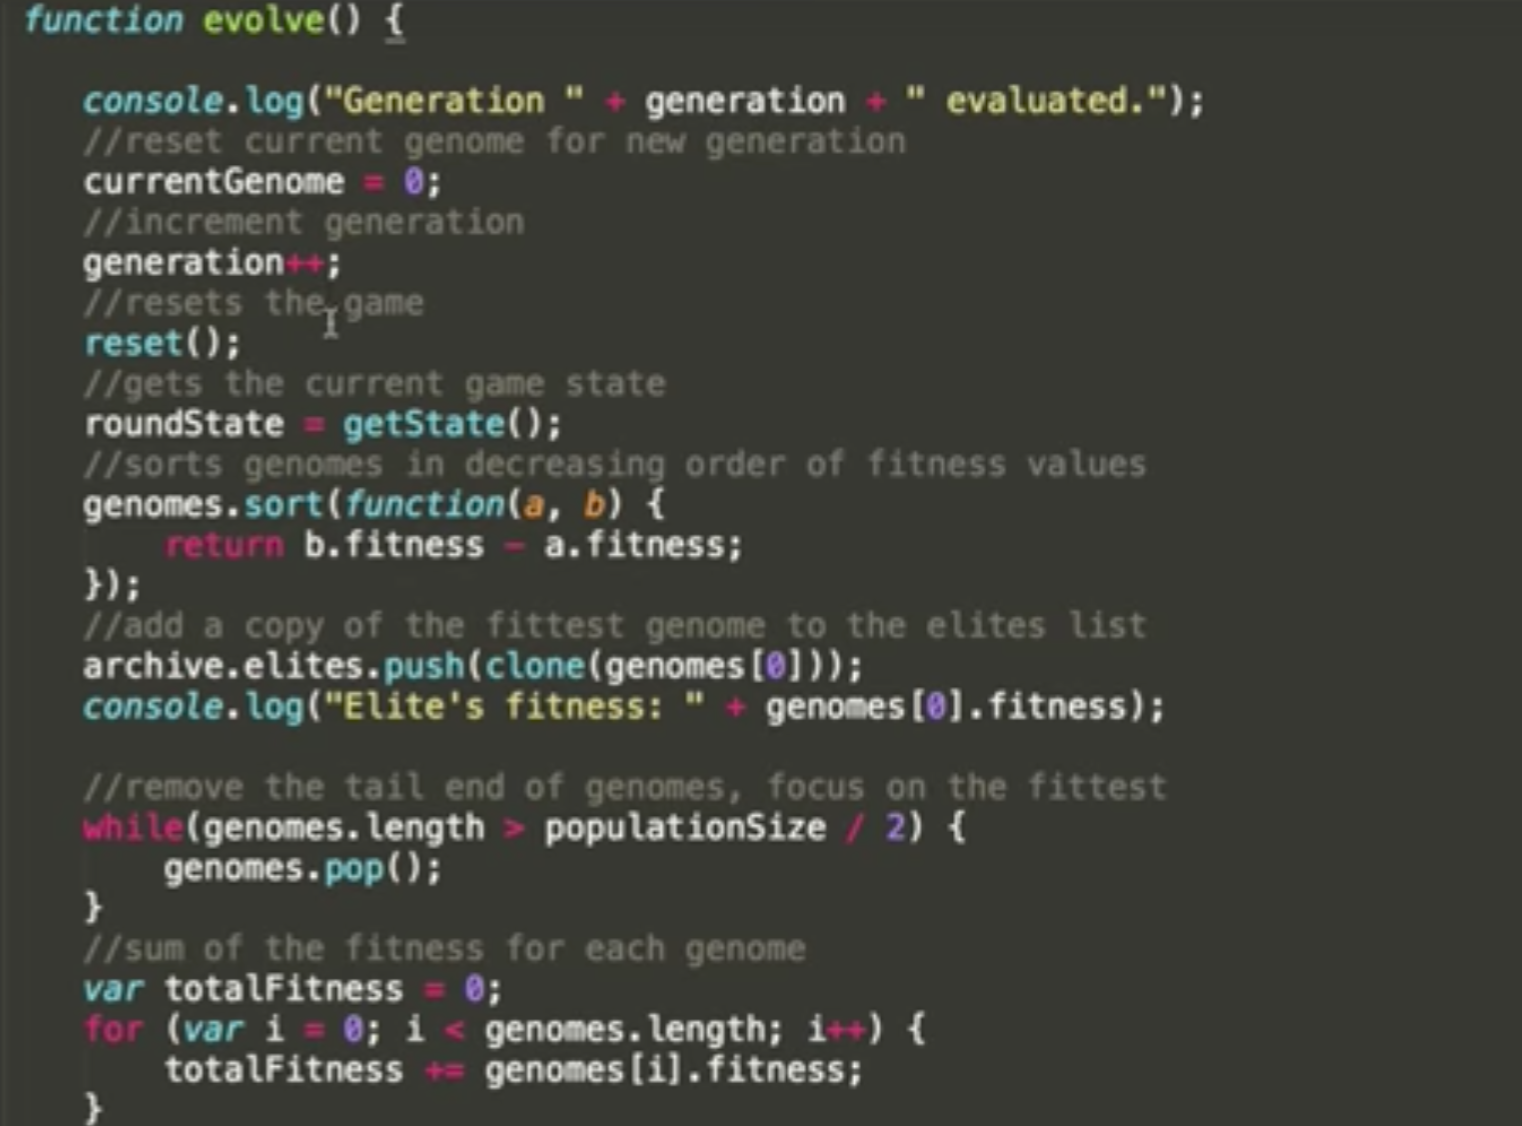 function evolve() {
console.log("Generation " + generation + " evaluated.");
//reset current genome for new generation
currentGenome = 0;
//increment generation
generation++;
//resets the game
reset();
//gets the current game state
roundState = getState();
//sorts genomes in decreasing order of fitness values
genomes.sort(function(a, b) {
return b.fitness - a.fitness;
});
//add a copy of the fittest genome to the elites list
archive.elites.push(clone(genomes[0]));
console.log("Elite's fitness: " + genomes[0].fitness);
//remove the tail end of genomes, focus on the fittest
while(genomes.length > populationSize / 2) {
genomes.pop();
}
//sum of the fitness for each genome
var totalFitness = 0;
for (var i = 0; i < genomes.length; i++) {
totalFitness += genomes[i].fitness;
}